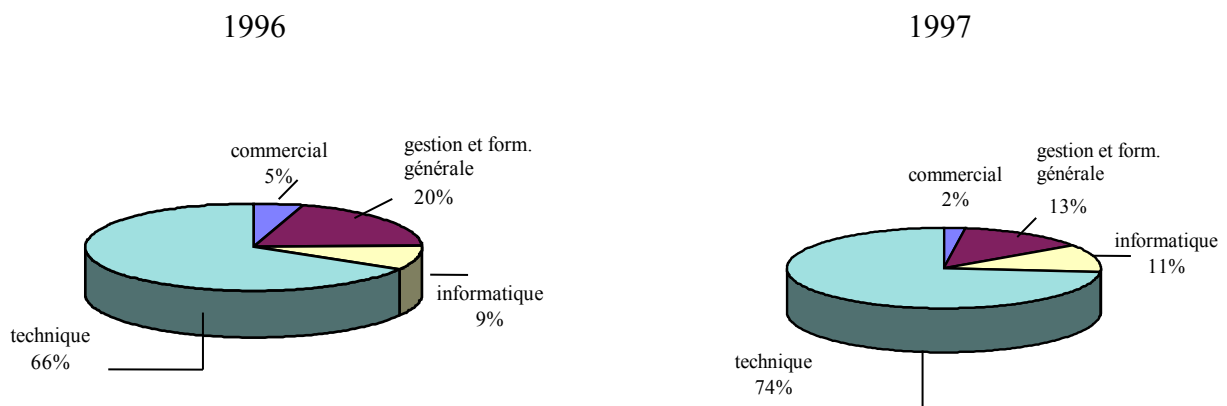 1996
commercial
5%
gestion et form.
générale
20%
informatique
9%
technique
66%
1997
commercial
2%
gestion et form.
générale
13%
informatique
11%
technique
74%